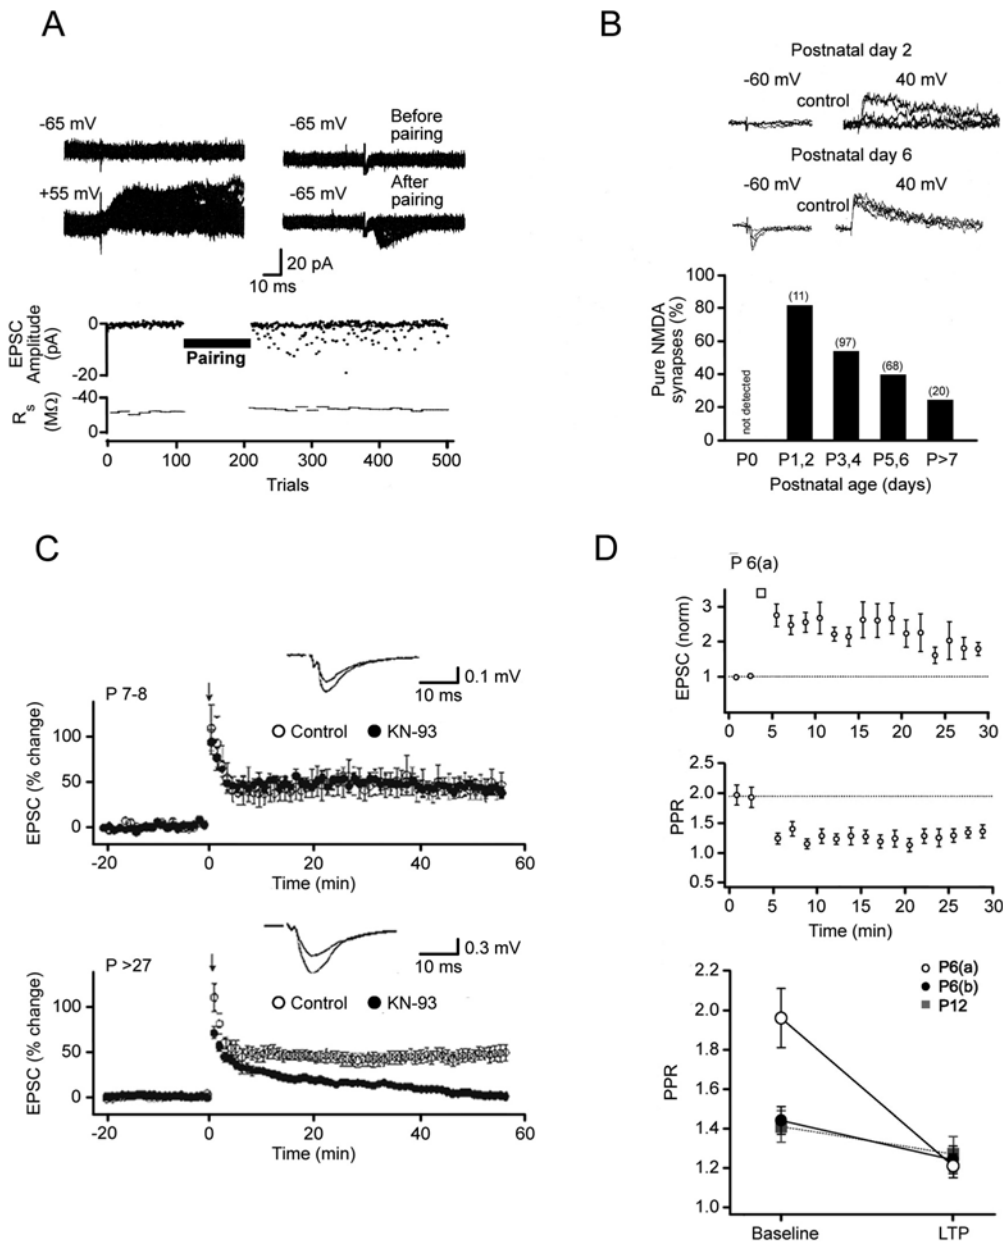 A
-65 mV
+55 mV
-65 mV
Before
pairing
-65 mV
After
pairing
20 pA
10 ms
EPSC
Amplitude
(pA)
0
-20
Pairing
R s
(MΩ)
-40
0
0 100 200 300 400 500
Trials
B
Postnatal day 2
-60 mV
40 mV
control
Postnatal day 6
-60 mV
40 mV
control
Pure NMDA
synapses (%)
100
80
60
40
20
0
not detected
(11)
(97)
(68)
(20)
P0 P1,2 P3,4 P5,6 P>7
Postnatal age (days)
C
P 7-8
0.1 mV
10 ms
Control KN-93
EPSC (% change)
100
50
0
-20 0 20 40 60
Time (min)
P >27
0.3 mV
10 ms
Control KN-93
EPSC (% change)
100
50
0
-20 0 20 40 60
Time (min)
D
P 6(a)
EPSC (norm)
3
2
1
0 5 10 15 20 25 30
PPR
2.0
1.5
1.0
0.5
0 5 10 15 20 25 30
Time (min)
P6(a)
P6(b)
P12
PPR
2.2
2.0
1.8
1.6
1.4
1.2
1.0
Baseline LTP